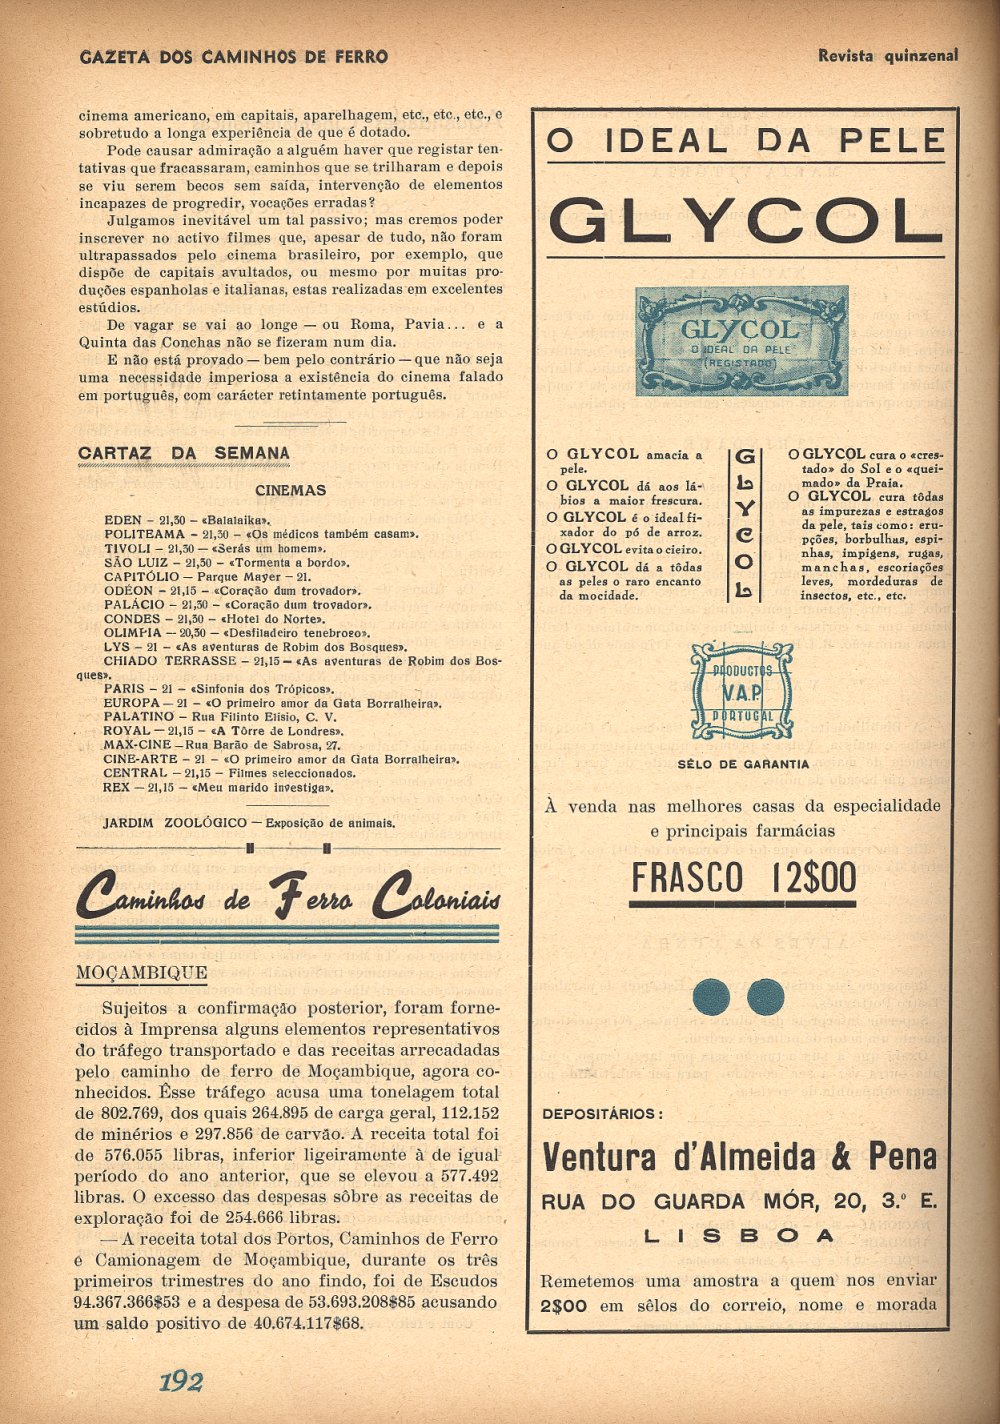 GAZETA DOS CAMINHOS DE FERRO
Revista quinzenal
cinema americano, em capitais, aparelhagem, etc., etc., etc., e
sobretudo a longa experiência de que é dotado.
Pode causar admiração a alguém haver que registar ten-
tativas que fracassaram, caminhos que se trilharam e depois
se viu serem becos sem saída, intervenção de elementos
incapazes de progredir, vocações erradas?
Julgamos inevitável um tal passivo; mas cremos poder
inscrever no activo filmes que, apesar de tudo, não foram
ultrapassados pelo cinema brasileiro, por exemplo, que
dispõe de capitais avultados, ou mesmo por muitas pro-
duções espanholas e italianas, estas realizadas em excelentes
estúdios.
De vagar se vai ao longe — ou Roma, Pavia... e a
Quinta das Conchas não se fizeram num dia.
E não está provado — bem pelo contrário — que não seja
uma necessidade imperiosa a existência do cinema falado
em português, com carácter retintamente português.
CARTAZ DA SEMANA
CINEMAS
EDEN — 21,30 — «Balalaika».
POLITEAMA — 21,30 — «Os médicos também casam».
TIVOLI — 21,30 — «Serás um homem».
SÃO LUIZ — 21,30 — «Tormenta a bordo».
CAPITÓLIO — Parque Mayer — 21.
ODÉON — 21,15 — «Coração dum trovador».
PALÁCIO — 21,30 — «Coração dum trovador».
CONDES — 21,30 — «Hotel do Norte».
OLIMPIA — 20,30 — «Desfiladeiro tenebroso».
LYS — 21 — «As aventuras de Robim dos Bosques».
CHIADO TERRASSE — 21,15 — «As aventuras de Robim dos Bos-
ques».
PARIS — 21 — «Sinfonia dos Trópicos».
EUROPA — 21 — «O primeiro amor da Gata Borralheira».
PALATINO — Rua Filinto Elísio, C. V.
ROYAL — 21,15 — «A Tôrre de Londres».
MAX-CINE — Rua Barão de Sabrosa, 27.
CINE-ARTE — 21 — «O primeiro amor da Gata Borralheira».
CENTRAL — 21,15 — Filmes seleccionados.
REX — 21,15 — «Meu marido investiga».
JARDIM ZOOLÓGICO — Exposição de animais.
Caminhos de Ferro Coloniais
MOÇAMBIQUE
Sujeitos a confirmação posterior, foram forne-
cidos à Imprensa alguns elementos representativos
do tráfego transportado e das receitas arrecadadas
pelo caminho de ferro de Moçambique, agora co-
nhecidos. Êsse tráfego acusa uma tonelagem total
de 802.769, dos quais 264.895 de carga geral, 112.152
de minérios e 297.856 de carvão. A receita total foi
de 576.055 libras, inferior ligeiramente à de igual
período do ano anterior, que se elevou a 577.492
libras. O excesso das despesas sôbre as receitas de
exploração foi de 254.666 libras.
— A receita total dos Portos, Caminhos de Ferro
e Camionagem de Moçambique, durante os três
primeiros trimestres do ano findo, foi de Escudos
94.367.366$53 e a despesa de 53.693.208$85 acusando
um saldo positivo de 40.674.117$68.
192
O IDEAL DA PELE
GLYCOL
GLYCOL
O IDEAL DA PELE
(REGISTADO)
O GLYCOL amacia a
pele.
O GLYCOL dá aos lá-
bios a maior frescura.
O GLYCOL é o ideal fi-
xador do pó de arroz.
O GLYCOL evita o cieiro.
O GLYCOL dá a tôdas
as peles o raro encanto
da mocidade.
G
L
Y
C
O
L
O GLYCOL cura o «cres-
tado» do Sol e o «quei-
mado» da Praia.
O GLYCOL cura tôdas
as impurezas e estragos
da pele, tais como: eru-
pções, borbulhas, espi-
nhas, impigens, rugas,
manchas, escoriações
leves, mordeduras de
insectos, etc., etc.
PRODUCTOS
V.A.P.
PORTUGAL
SÊLO DE GARANTIA
À venda nas melhores casas da especialidade
e principais farmácias
FRASCO 12$00
DEPOSITÁRIOS:
Ventura d'Almeida & Pena
RUA DO GUARDA MÓR, 20, 3.º E.
LISBOA
Remetemos uma amostra a quem nos enviar
2$00 em sêlos do correio, nome e morada